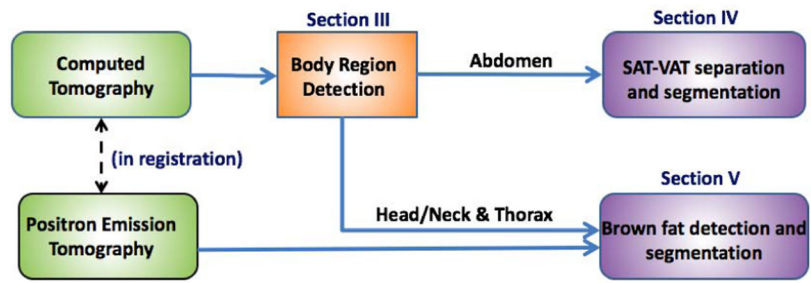 Section III
Section IV
Computed
Tomography
Body Region
Detection
Abdomen
SAT-VAT separation
and segmentation
(in registration)
Section V
Positron Emission
Tomography
Head/Neck & Thorax
Brown fat detection and
segmentation